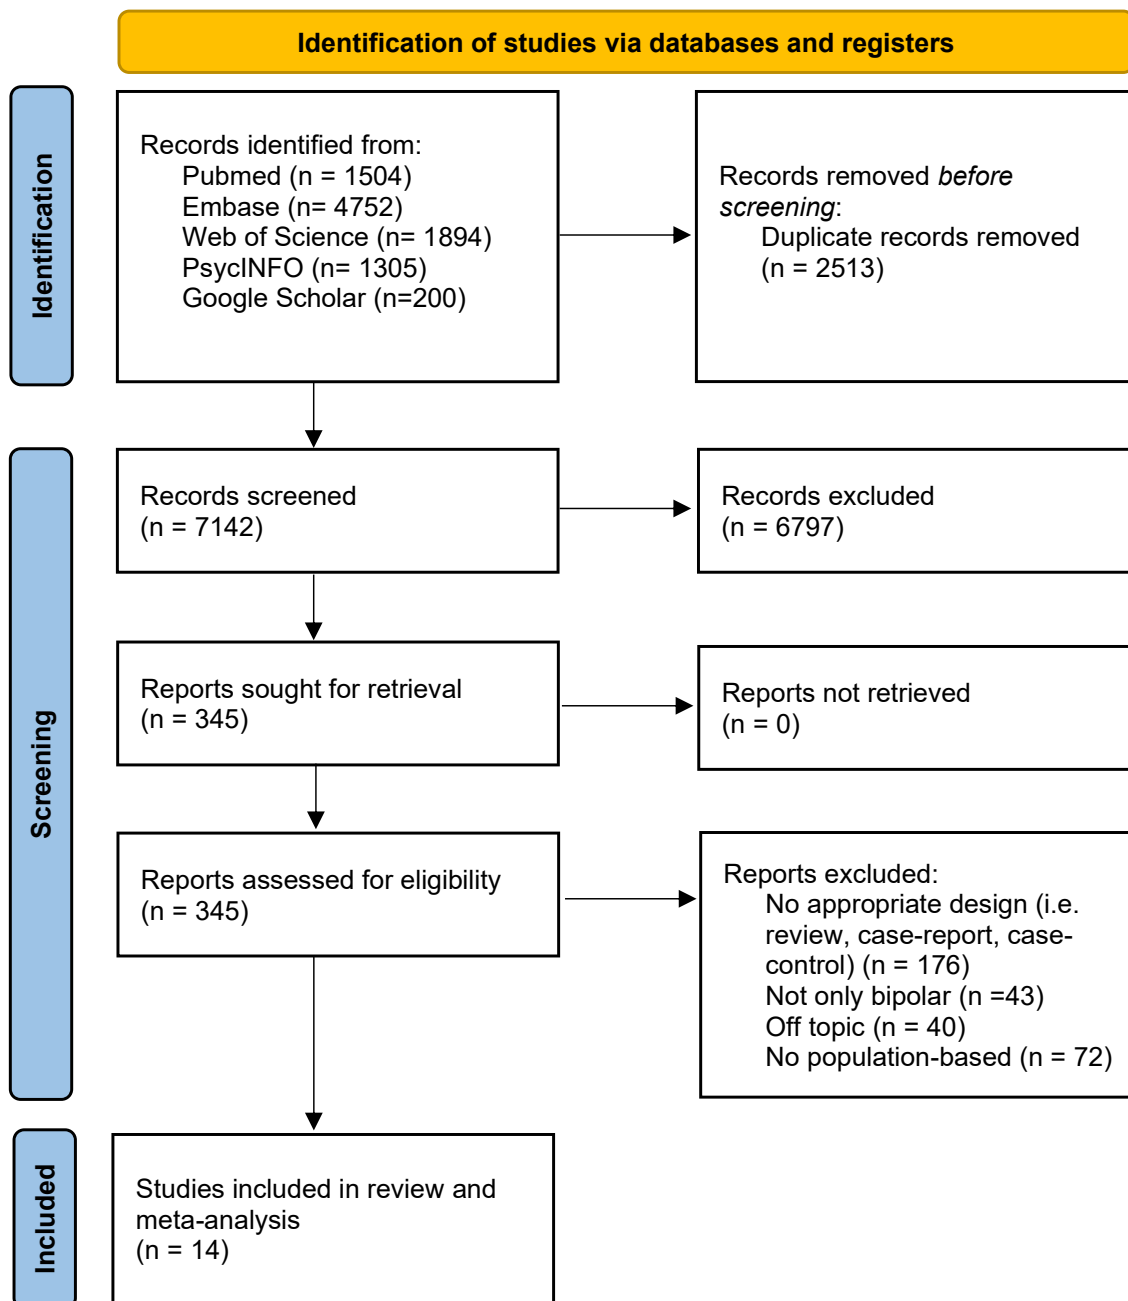 Identification of studies via databases and registers
Identification
Records identified from:
Pubmed (n = 1504)
Embase (n= 4752)
Web of Science (n= 1894)
PsycINFO (n= 1305)
Google Scholar (n=200)
Records removed before
screening:
Duplicate records removed
(n = 2513)
Screening
Records screened
(n = 7142)
Records excluded
(n = 6797)
Reports sought for retrieval
(n = 345)
Reports not retrieved
(n = 0)
Reports assessed for eligibility
(n = 345)
Reports excluded:
No appropriate design (i.e.
review, case-report, case-
control) (n = 176)
Not only bipolar (n =43)
Off topic (n = 40)
No population-based (n = 72)
Included
Studies included in review and
meta-analysis
(n = 14)